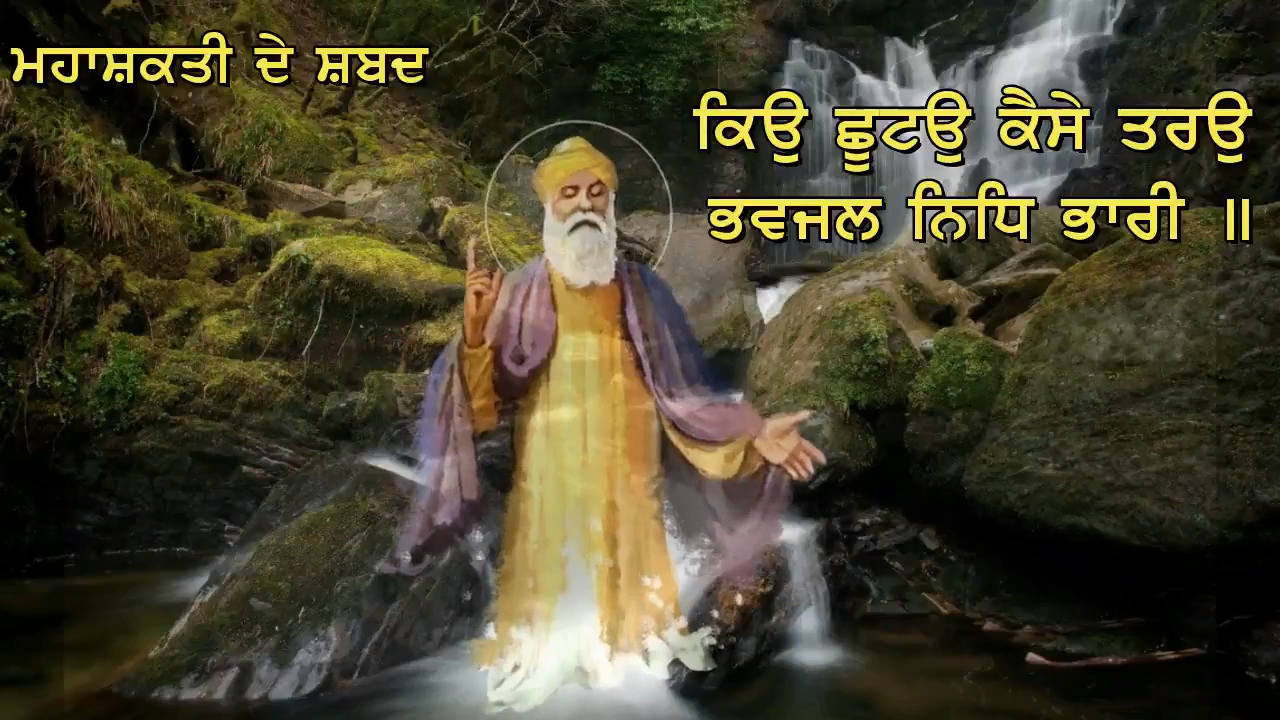 ਮਹਾਸ਼ਕਤੀ ਦੇ ਸ਼ਬਦ
ਕਿਉ ਛੂਟਉ ਕੈਸੇ ਤਰਉ
ਭਵਜਲ ਨਿਧਿ ਭਾਰੀ ॥